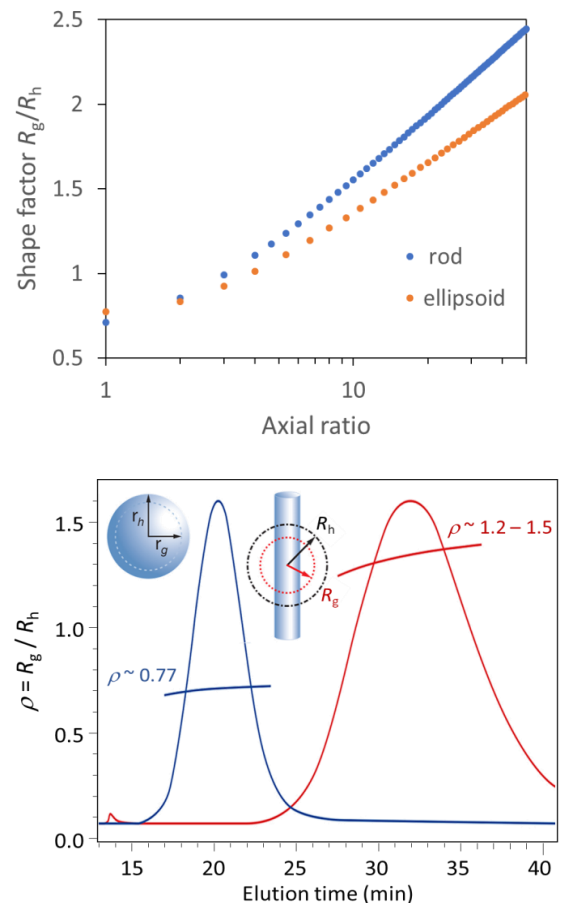 Shape factor Rg/Rh
2.5
2
1.5
1
0.5
rod
ellipsoid
1
10
Axial ratio
ρ = Rg / Rh
1.5
1.0
0.5
0.0
rh
rg
Rh
Rg
ρ ~ 1.2 – 1.5
ρ ~ 0.77
15
20
25
30
35
40
Elution time (min)